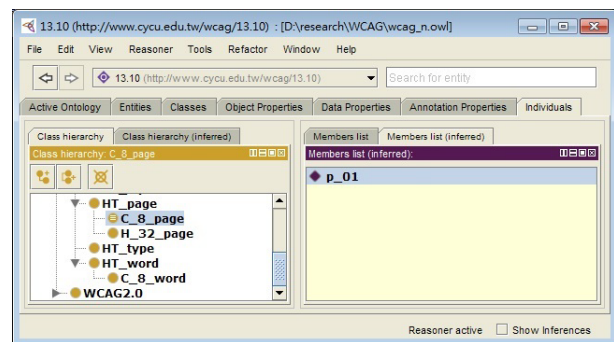 13.10 (http://www.cycu.edu.tw/wcag/13.10) : [D:\research\WCAG\wcag_n.owl]
File Edit View Reasoner Tools Refactor Window Help
13.10 (http://www.cycu.edu.tw/wcag/13.10) Search for entity
Active Ontology Entities Classes Object Properties Data Properties Annotation Properties Individuals
Class hierarchy Class hierarchy (inferred) Members list Members list (inferred)
Class hierarchy: C_8_page Members list (inferred):
p_01
HT_page
C_8_page
H_32_page
HT_type
HT_word
C_8_word
WCAG2.0
Reasoner active Show Inferences